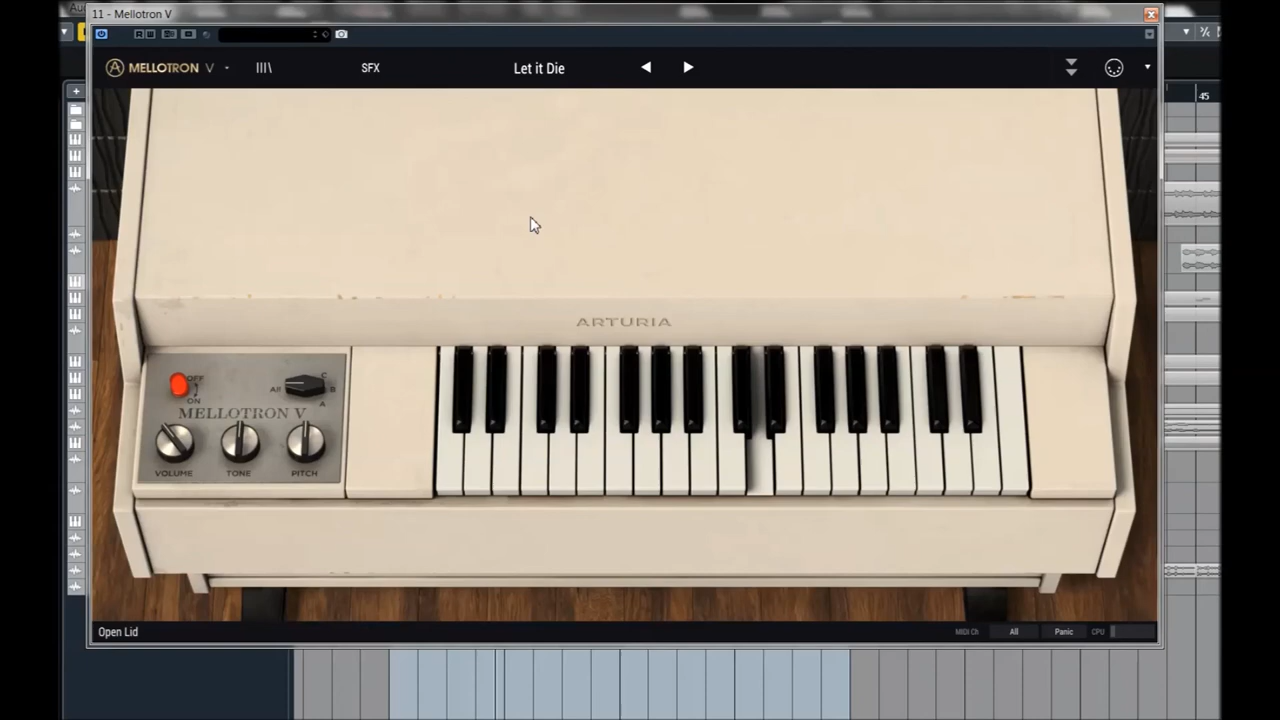 11 - Mellotron V
R W
MELLOTRON V
SFX
Let it Die
45
ARTURIA
OFF
ON
All
C
B
A
MELLOTRON V
VOLUME
TONE
PITCH
Open Lid
MIDI Ch
All
Panic
CPU